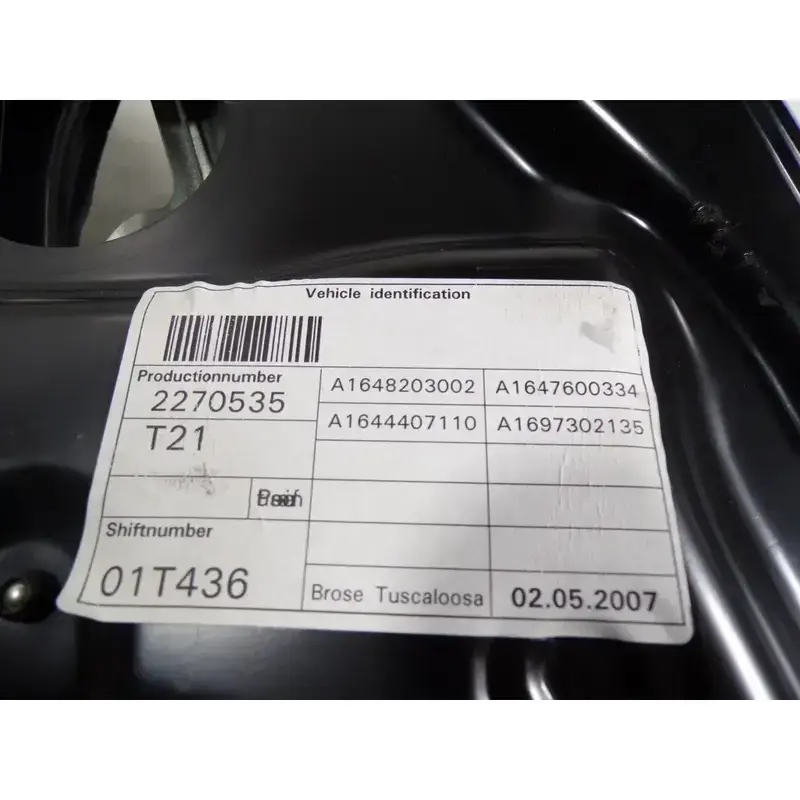 Vehicle identification
Productionnumber
2270535
A1648203002 A1647600334
T21
A1644407110 A1697302135
Shiftnumber
01T436
Brose Tuscaloosa 02.05.2007